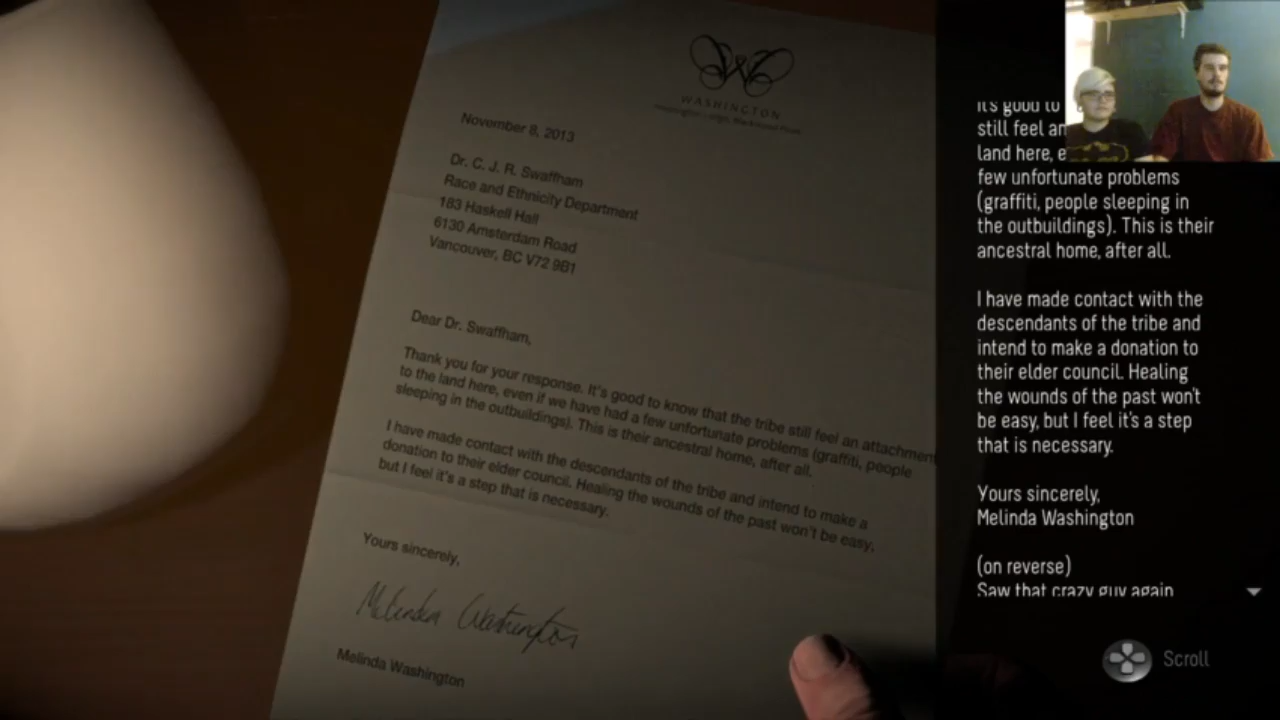 WASHINGTON
November 8, 2013
Dr. C. J. R. Swaffham
Race and Ethnicity Department
183 Haskell Hall
6130 Amsterdam Road
Vancouver, BC V72 9B1
Dear Dr. Swaffham,
Thank you for your response. It's good to know that the tribe still feel an attachment
to the land here, even if we have had a few unfortunate problems (graffiti, people
sleeping in the outbuildings). This is their ancestral home, after all.
I have made contact with the descendants of the tribe and intend to make a
donation to their elder council. Healing the wounds of the past won't be easy,
but I feel it's a step that is necessary.
Yours sincerely,
Melinda Washington
Melinda Washington
It's good to
still feel an
land here, e
few unfortunate problems
(graffiti, people sleeping in
the outbuildings). This is their
ancestral home, after all.
I have made contact with the
descendants of the tribe and
intend to make a donation to
their elder council. Healing
the wounds of the past won't
be easy, but I feel it's a step
that is necessary.
Yours sincerely,
Melinda Washington
(on reverse)
Saw that crazy guy again
Scroll